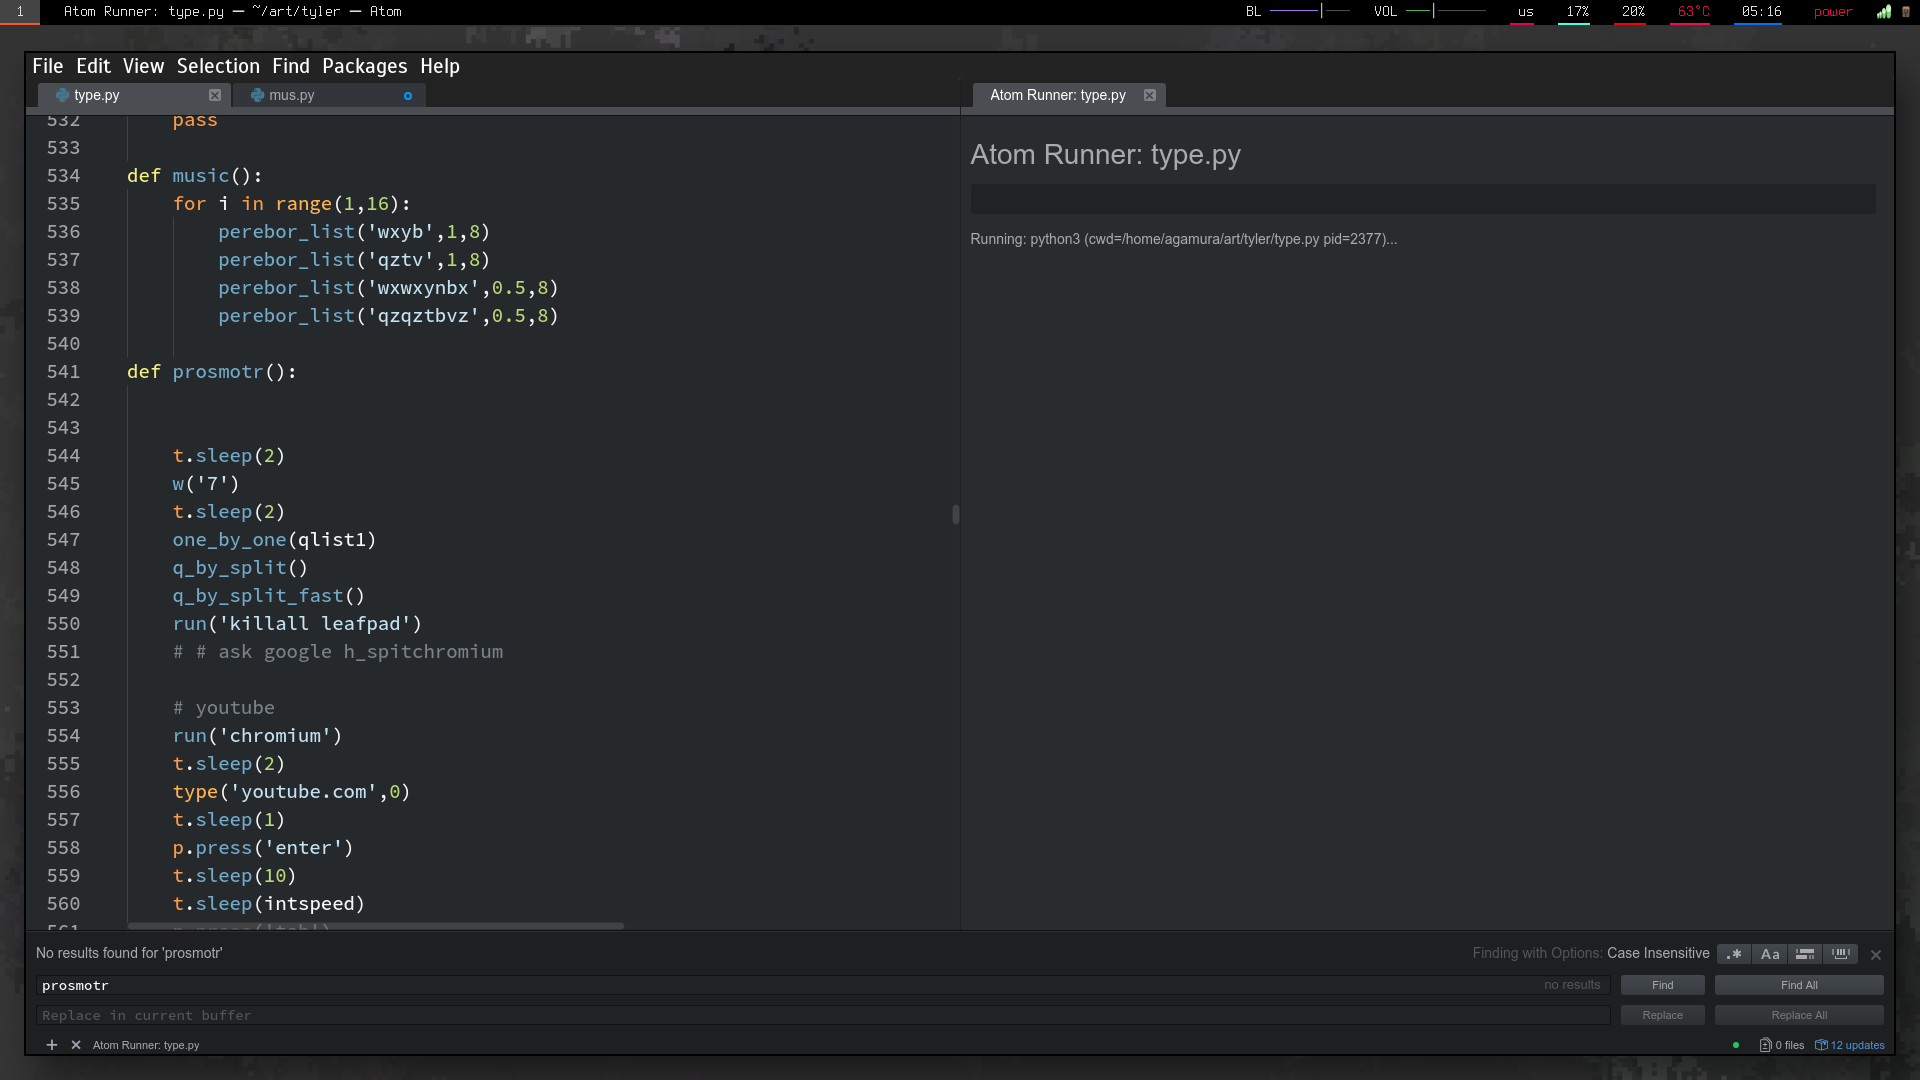 1 Atom Runner: type.py — ~/art/tyler — Atom BL VOL us 17% 20% 63°C 05:16 power
File Edit View Selection Find Packages Help
type.py mus.py Atom Runner: type.py
532 pass
533
534 def music():
535 for i in range(1,16):
536 perebor_list('wxyb',1,8)
537 perebor_list('qztv',1,8)
538 perebor_list('wxwxynbx',0.5,8)
539 perebor_list('qzqztbvz',0.5,8)
540
541 def prosmotr():
542
543
544 t.sleep(2)
545 w('7')
546 t.sleep(2)
547 one_by_one(qlist1)
548 q_by_split()
549 q_by_split_fast()
550 run('killall leafpad')
551 # # ask google h_spitchromium
552
553 # youtube
554 run('chromium')
555 t.sleep(2)
556 type('youtube.com',0)
557 t.sleep(1)
558 p.press('enter')
559 t.sleep(10)
560 t.sleep(intspeed)
561 p.press('tab')
Atom Runner: type.py
Running: python3 (cwd=/home/agamura/art/tyler/type.py pid=2377)...
No results found for 'prosmotr' Finding with Options: Case Insensitive .* Aa
prosmotr no results Find Find All
Replace in current buffer Replace Replace All
Atom Runner: type.py 0 files 12 updates